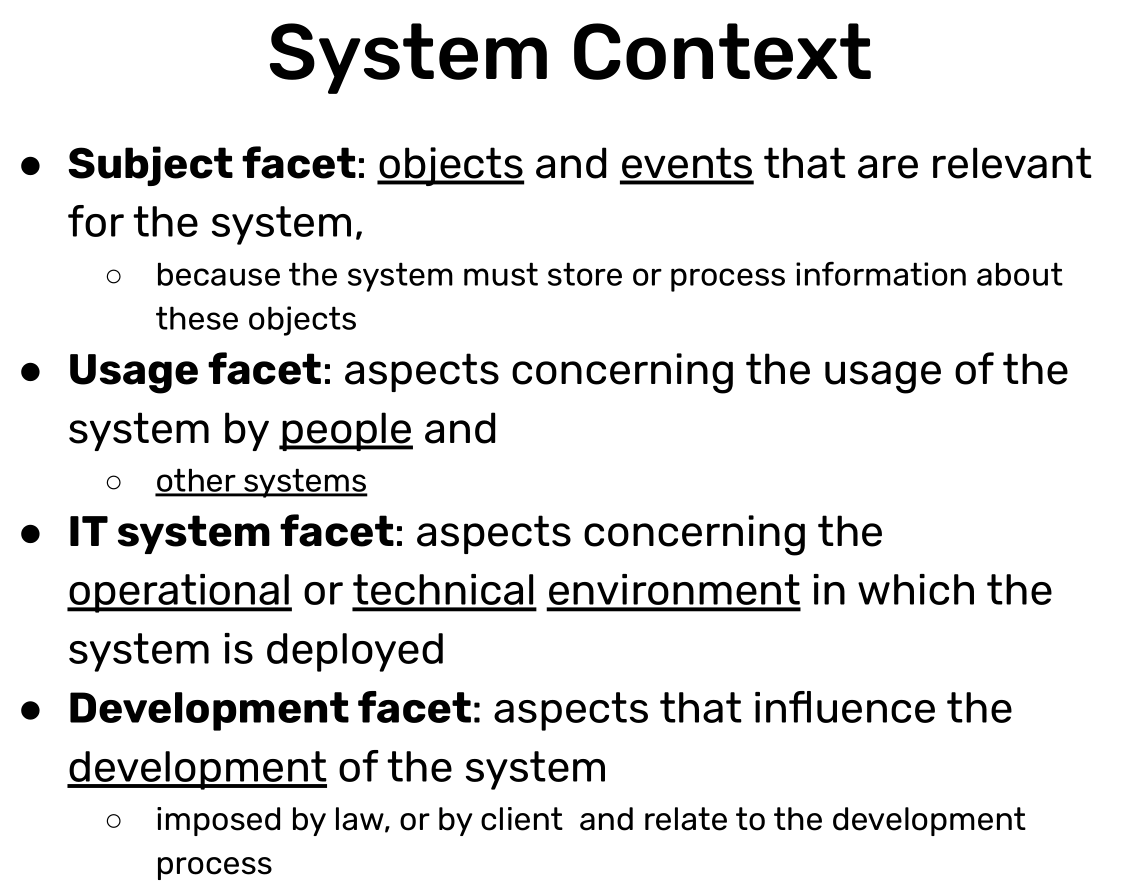 System Context
● Subject facet: objects and events that are relevant
for the system,
○ because the system must store or process information about
these objects
● Usage facet: aspects concerning the usage of the
system by people and
○ other systems
● IT system facet: aspects concerning the
operational or technical environment in which the
system is deployed
● Development facet: aspects that influence the
development of the system
○ imposed by law, or by client  and relate to the development
process